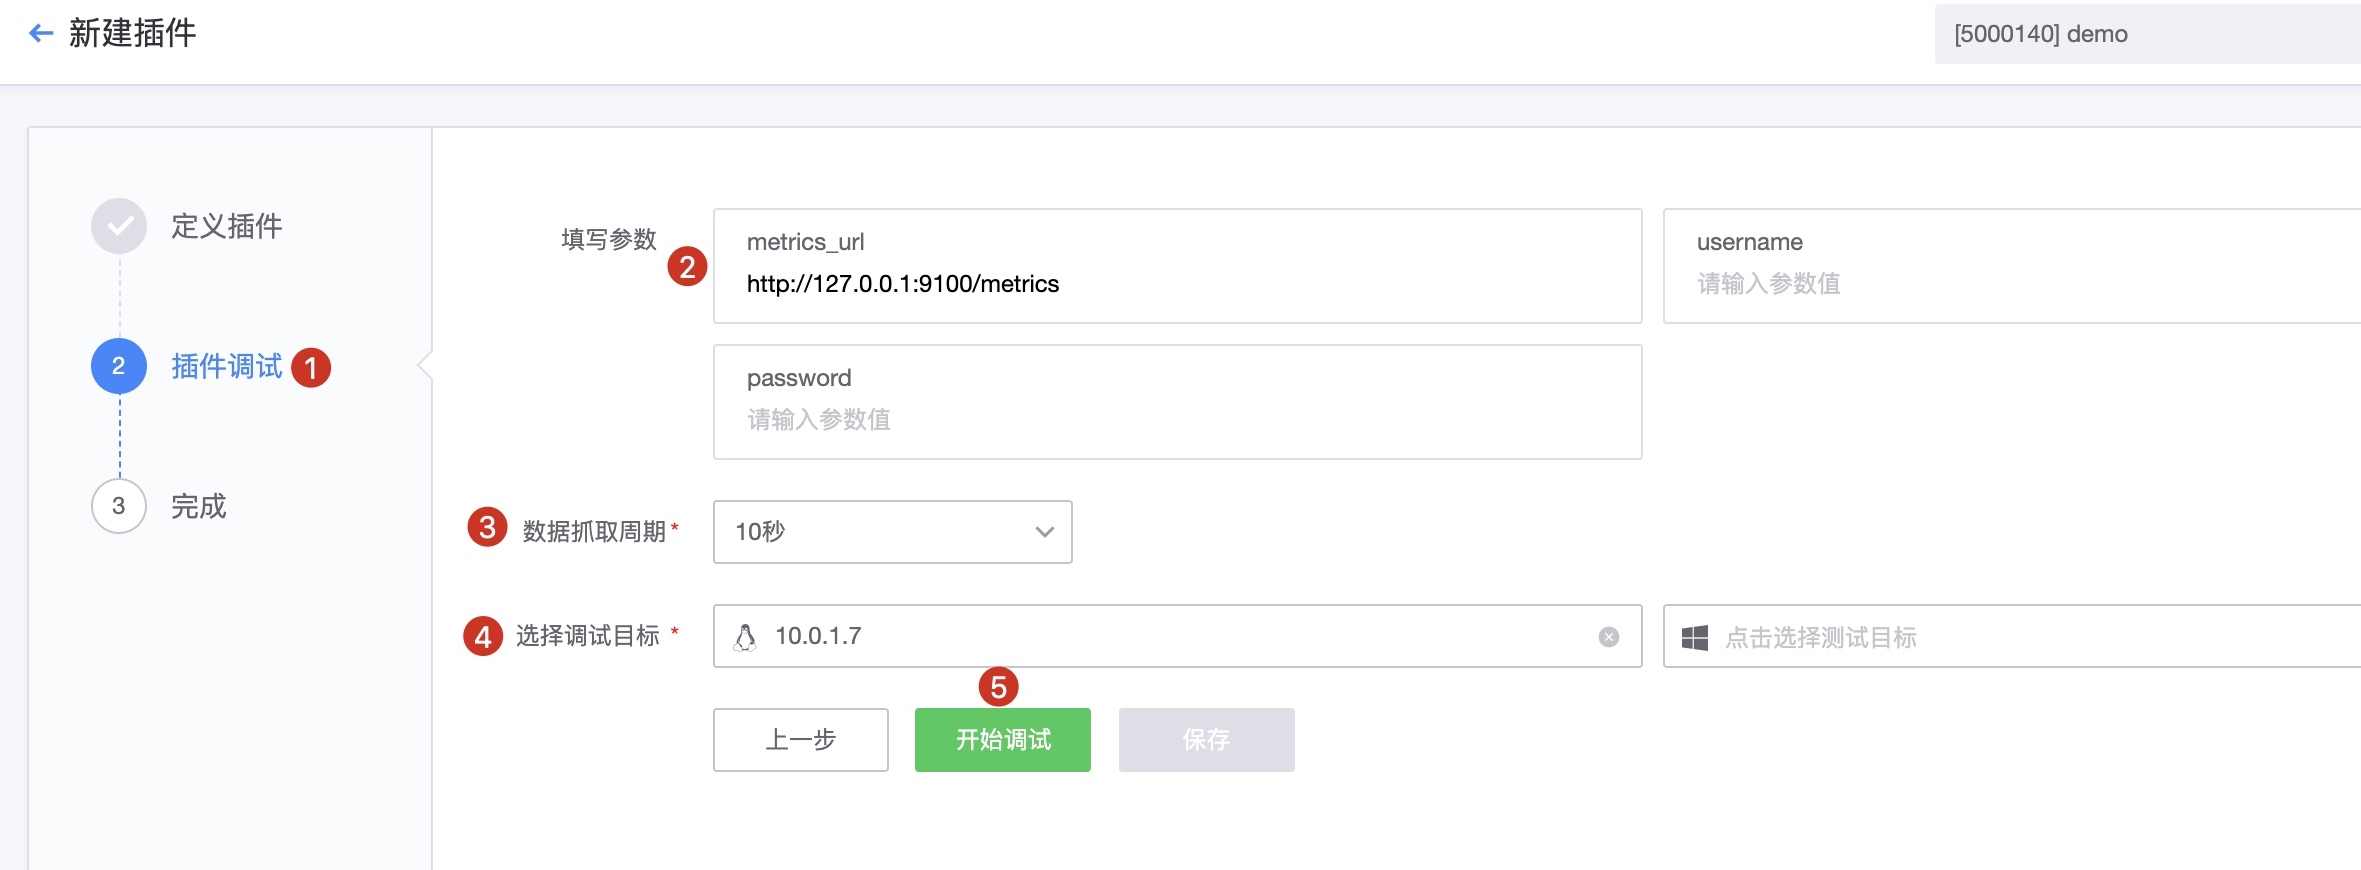 新建插件
[5000140] demo
定义插件
2 插件调试 1
3 完成
填写参数
2
metrics_url
http://127.0.0.1:9100/metrics
username
请输入参数值
password
请输入参数值
3 数据抓取周期*
10秒
4 选择调试目标 *
10.0.1.7
点击选择测试目标
5
上一步
开始调试
保存